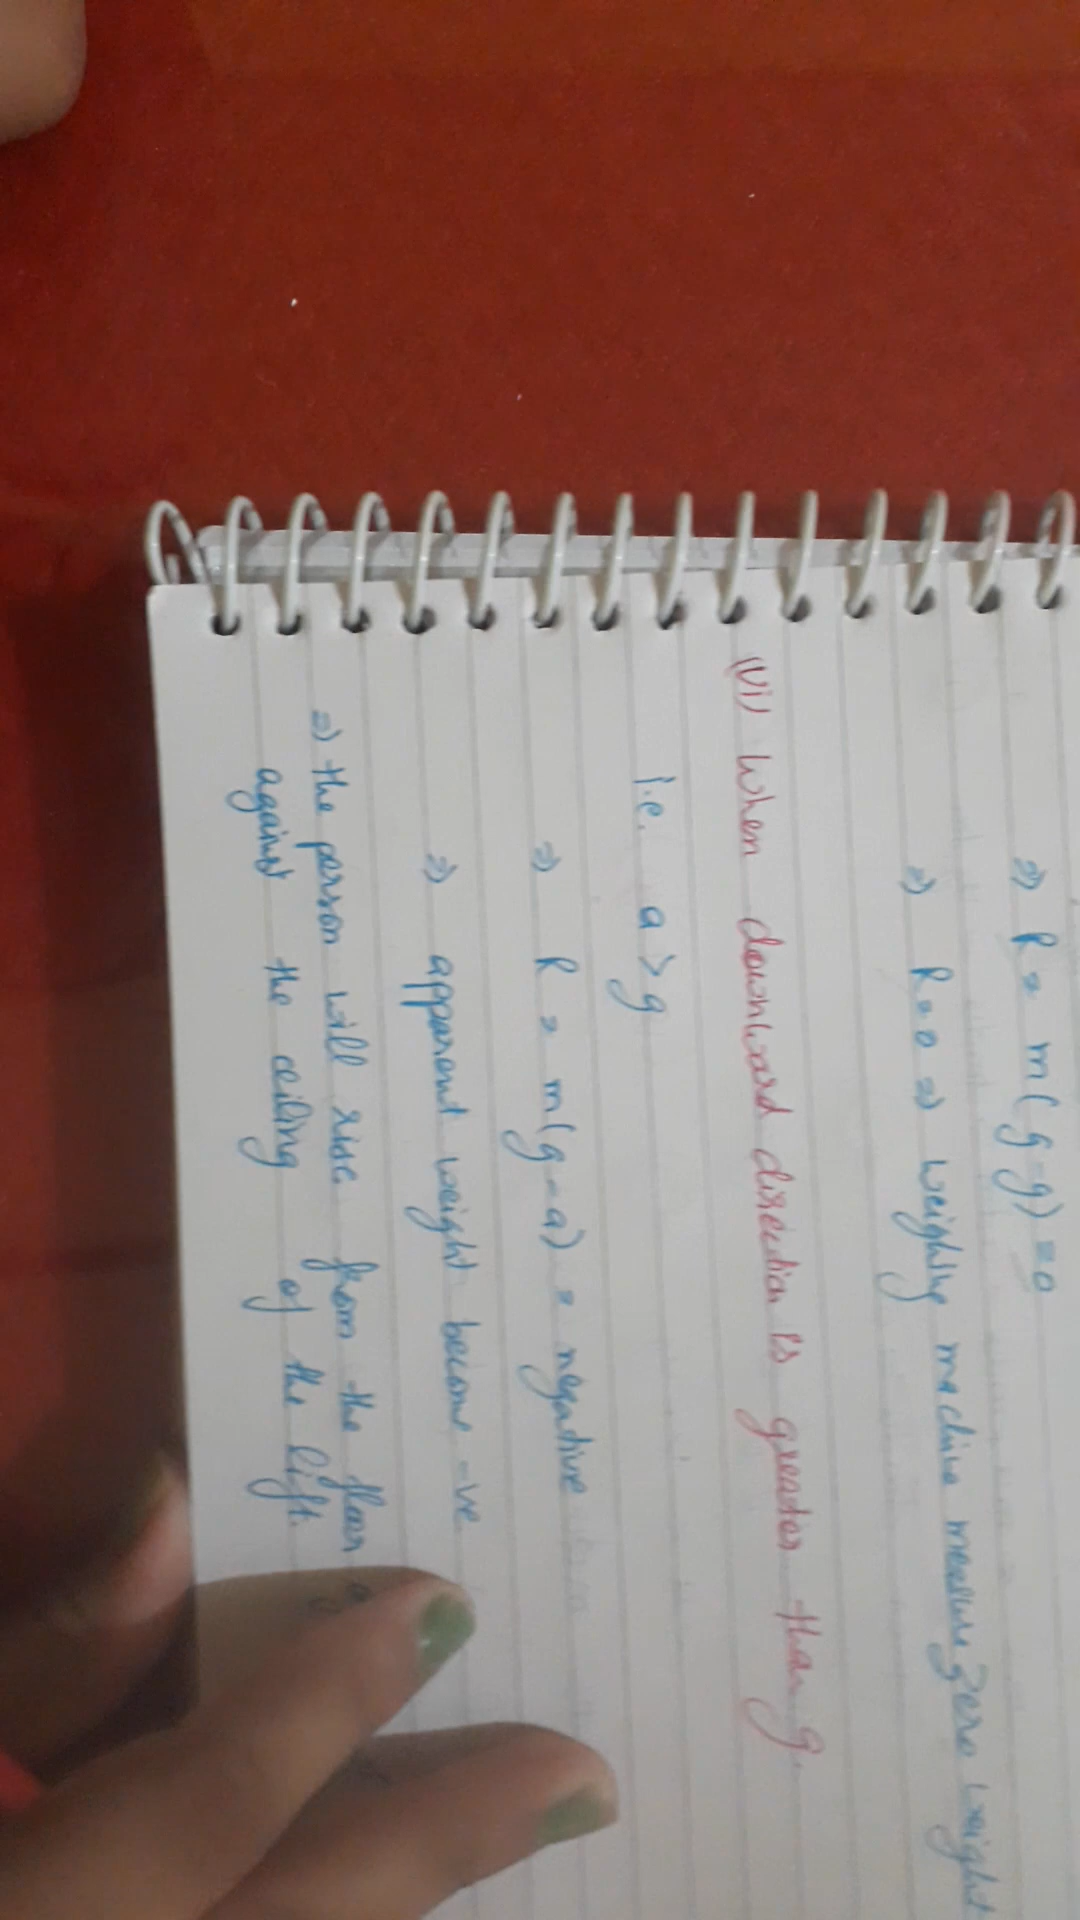 ⇒ R = m(g-g) = 0
⇒ R = 0 ⇒ weighing machine measure zero weight
(vi) When downward direction is greater than g.
i.e. a > g
⇒ R = m(g-a) = negative
⇒ apparent weight become -ve
⇒ the person will rise from the floor
against the ceiling of the lift.